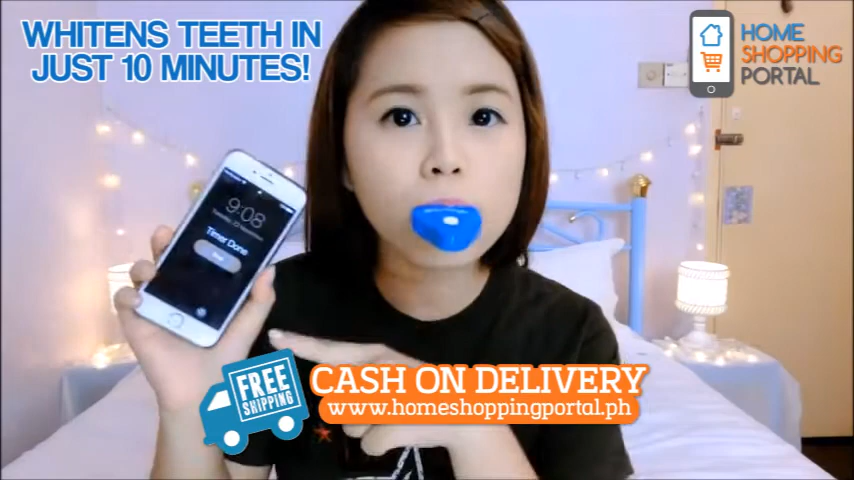 WHITENS TEETH IN
JUST 10 MINUTES!
HOME
SHOPPING
PORTAL
9:08
Timer Done
FREE
SHIPPING
CASH ON DELIVERY
www.homeshoppingportal.ph